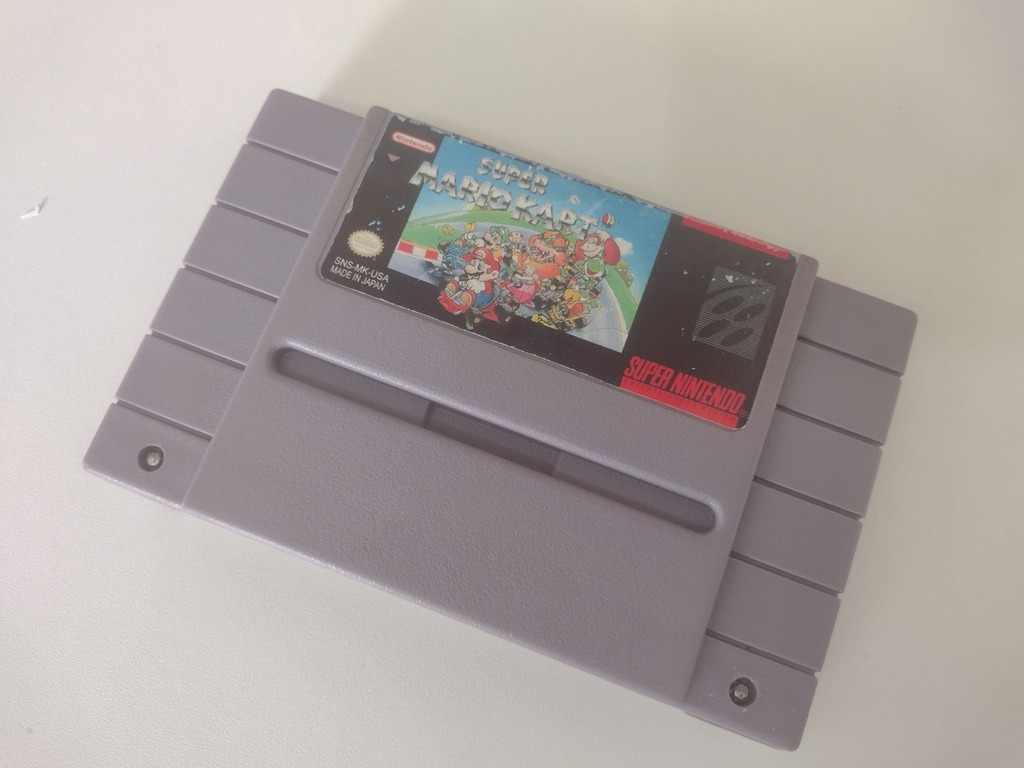 Nintendo
SUPER
MARIO KART
SNS-MK-USA
MADE IN JAPAN
SUPER NINTENDO